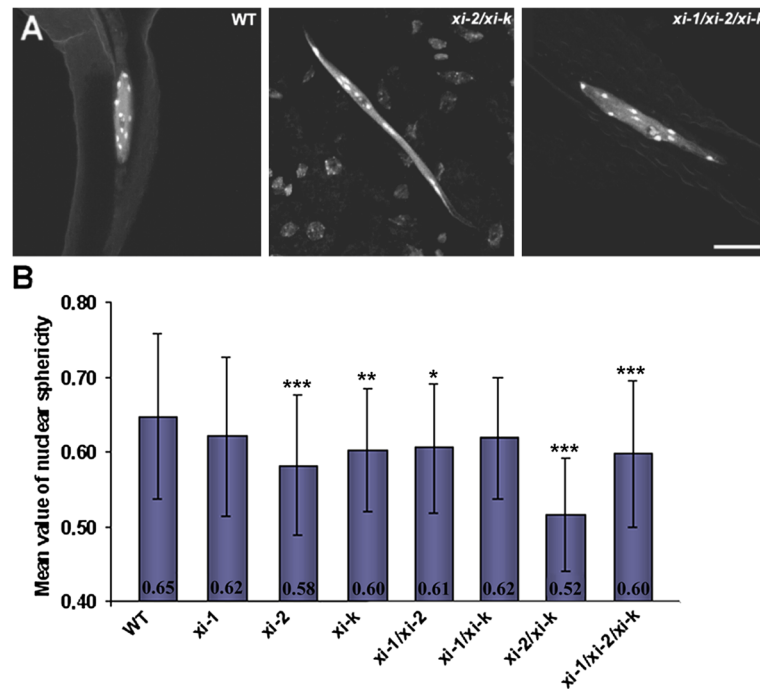 A
WT
xi-2/xi-k
xi-1/xi-2/xi-k
B
Mean value of nuclear sphericity
0.80
0.70
0.60
0.50
0.40
***
**
*
***
***
0.65
0.62
0.58
0.60
0.61
0.62
0.52
0.60
WT
xi-1
xi-2
xi-k
xi-1/xi-2
xi-1/xi-k
xi-2/xi-k
xi-1/xi-2/xi-k